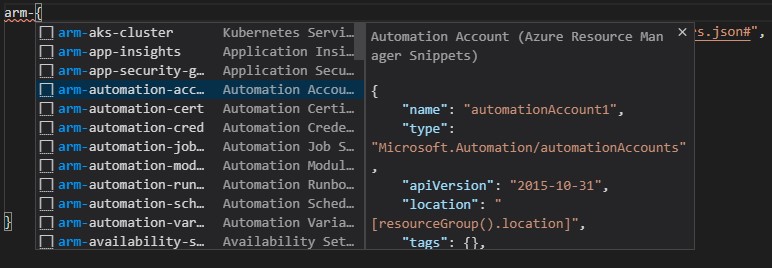 arm-{
arm-aks-cluster Kubernetes Servi...
arm-app-insights Application Insi...
arm-app-security-g... Application Secu...
arm-automation-acc... Automation Accou...
arm-automation-cert Automation Certi...
arm-automation-cred Automation Crede...
arm-automation-job... Automation Job S...
arm-automation-mod... Automation Modul...
arm-automation-run... Automation Runbo...
arm-automation-sch... Automation Sched...
arm-automation-var... Automation Varia...
arm-availability-s... Availability Set...
}
Automation Account (Azure Resource Man
ager Snippets)
{
"name": "automationAccount1",
"type":
"Microsoft.Automation/automationAccounts"
,
"apiVersion": "2015-10-31",
"location": "
[resourceGroup().location]",
"tags": {},
rs.json#",